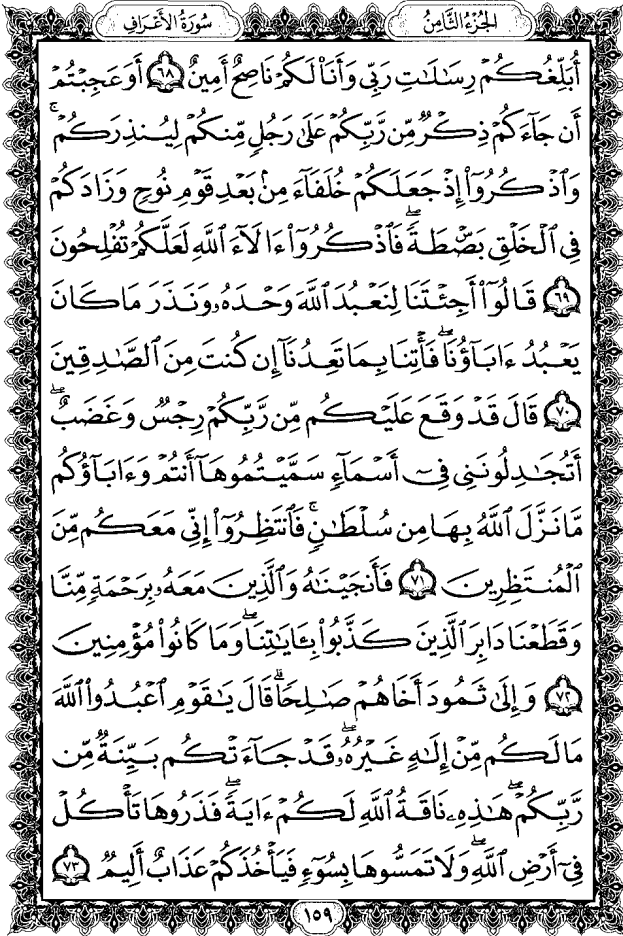 الجُزْءُ الثَّامِنُ سُورَةُ الأَعْرَافِ
أُبَلِّغُكُمْ رِسَٰلَٰتِ رَبِّى وَأَنَا۠ لَكُمْ نَاصِحٌ أَمِينٌ ٦٨ أَوَعَجِبْتُمْ
أَن جَآءَكُمْ ذِكْرٌ مِّن رَّبِّكُمْ عَلَىٰ رَجُلٍ مِّنكُمْ لِيُنذِرَكُمْ ۚ
وَٱذْكُرُوٓا۟ إِذْ جَعَلَكُمْ خُلَفَآءَ مِنۢ بَعْدِ قَوْمِ نُوحٍ وَزَادَكُمْ
فِى ٱلْخَلْقِ بَصْۜطَةً ۖ فَٱذْكُرُوٓا۟ ءَالَآءَ ٱللَّهِ لَعَلَّكُمْ تُفْلِحُونَ
٦٩ قَالُوٓا۟ أَجِئْتَنَا لِنَعْبُدَ ٱللَّهَ وَحْدَهُۥ وَنَذَرَ مَا كَانَ
يَعْبُدُ ءَابَآؤُنَا ۖ فَأْتِنَا بِمَا تَعِدُنَآ إِن كُنتَ مِنَ ٱلصَّٰدِقِينَ
٧٠ قَالَ قَدْ وَقَعَ عَلَيْكُم مِّن رَّبِّكُمْ رِجْسٌ وَغَضَبٌ ۖ
أَتُجَٰدِلُونَنِى فِىٓ أَسْمَآءٍ سَمَّيْتُمُوهَآ أَنتُمْ وَءَابَآؤُكُم
مَّا نَزَّلَ ٱللَّهُ بِهَا مِن سُلْطَٰنٍ ۚ فَٱنتَظِرُوٓا۟ إِنِّى مَعَكُم مِّنَ
ٱلْمُنتَظِرِينَ ٧١ فَأَنجَيْنَٰهُ وَٱلَّذِينَ مَعَهُۥ بِرَحْمَةٍ مِّنَّا
وَقَطَعْنَا دَابِرَ ٱلَّذِينَ كَذَّبُوا۟ بِـَٔايَٰتِنَا ۖ وَمَا كَانُوا۟ مُؤْمِنِينَ
٧٢ وَإِلَىٰ ثَمُودَ أَخَاهُمْ صَٰلِحًا ۗ قَالَ يَٰقَوْمِ ٱعْبُدُوا۟ ٱللَّهَ
مَا لَكُم مِّنْ إِلَٰهٍ غَيْرُهُۥ ۖ قَدْ جَآءَتْكُم بَيِّنَةٌ مِّن
رَّبِّكُمْ ۖ هَٰذِهِۦ نَاقَةُ ٱللَّهِ لَكُمْ ءَايَةً ۖ فَذَرُوهَا تَأْكُلْ
فِىٓ أَرْضِ ٱللَّهِ ۖ وَلَا تَمَسُّوهَا بِسُوٓءٍ فَيَأْخُذَكُمْ عَذَابٌ أَلِيمٌ ٧٣
١٥٩